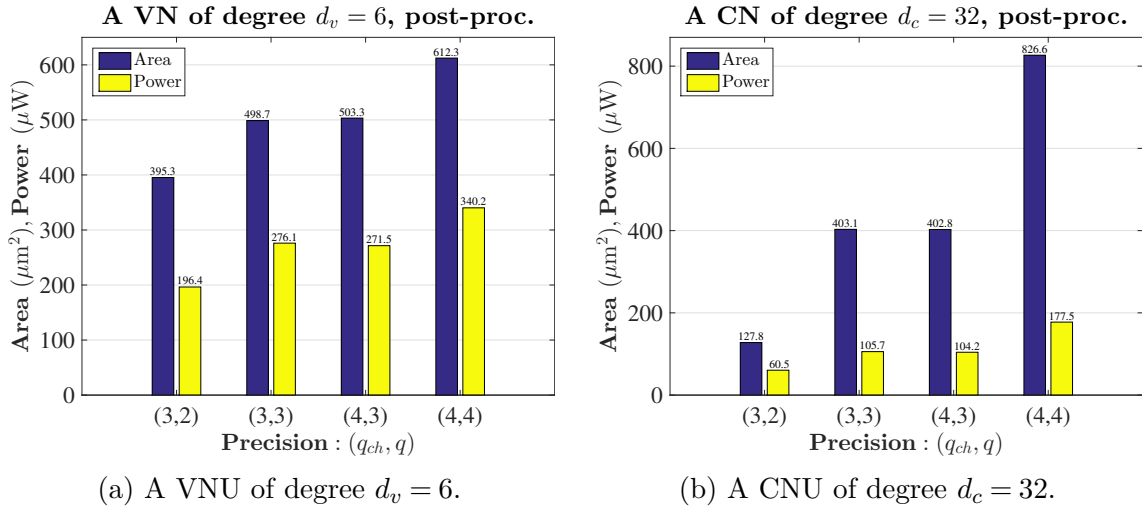 A VN of degree d_v = 6, post-proc.
Area (μm²), Power (μW)
600
500
400
300
200
100
0
Area
Power
395.3
196.4
498.7
276.1
503.3
271.5
612.3
340.2
(3,2) (3,3) (4,3) (4,4)
Precision : (q_ch, q)
(a) A VNU of degree d_v = 6.
A CN of degree d_c = 32, post-proc.
Area (μm²), Power (μW)
800
600
400
200
0
Area
Power
127.8
60.5
403.1
105.7
402.8
104.2
826.6
177.5
(3,2) (3,3) (4,3) (4,4)
Precision : (q_ch, q)
(b) A CNU of degree d_c = 32.